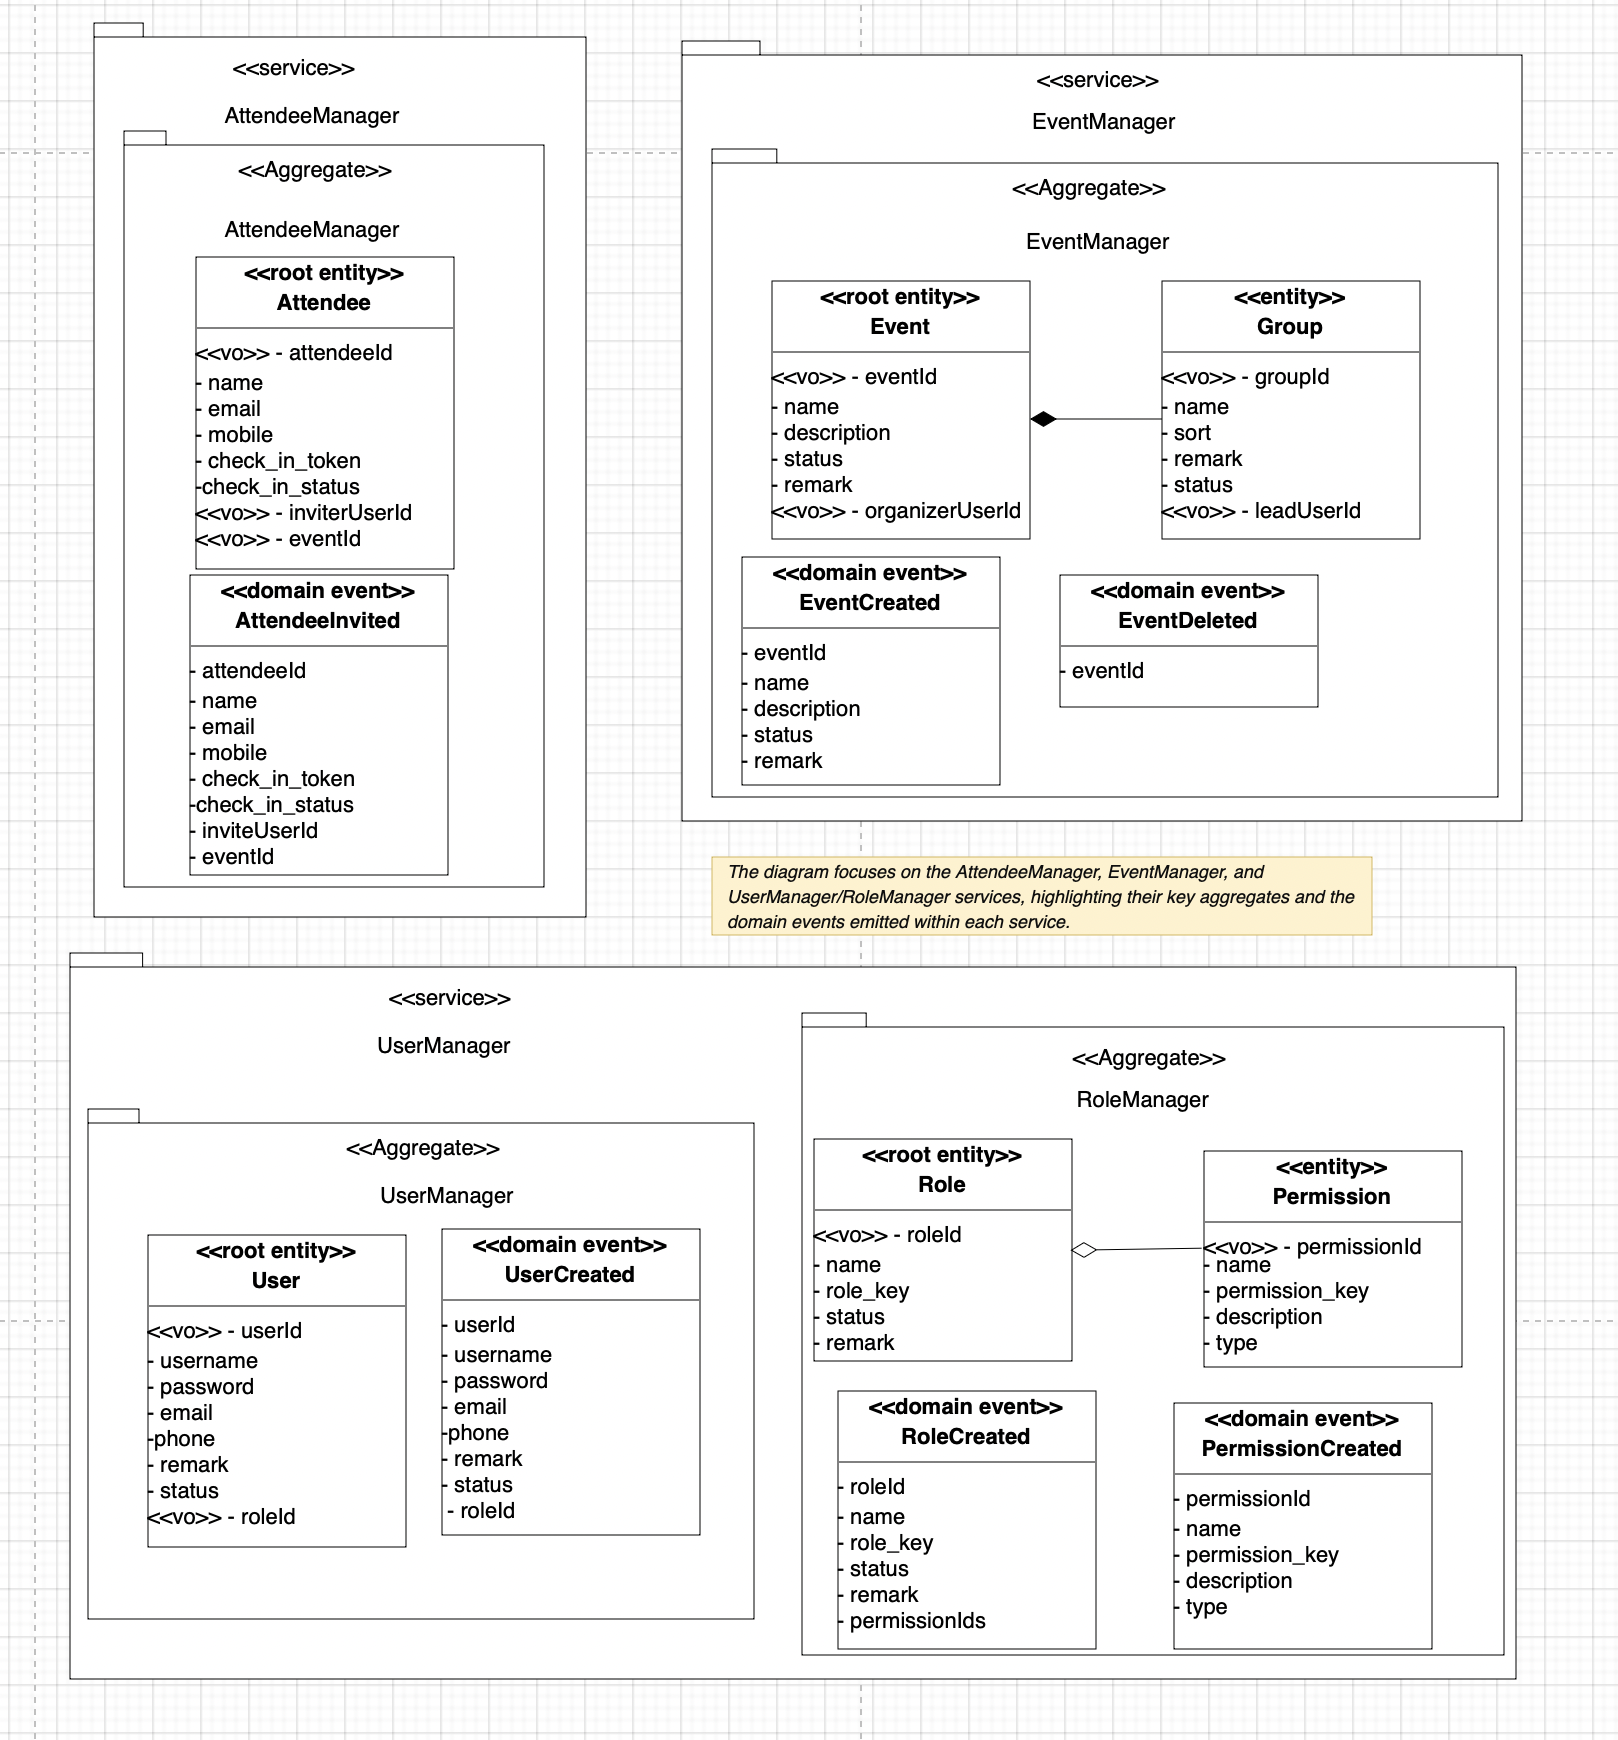 <<service>>
AttendeeManager
<<Aggregate>>
AttendeeManager
<<root entity>>
Attendee
<<vo>> - attendeeId
- name
- email
- mobile
- check_in_token
-check_in_status
<<vo>> - inviterUserId
<<vo>> - eventId
<<domain event>>
AttendeeInvited
- attendeeId
- name
- email
- mobile
- check_in_token
-check_in_status
- inviteUserId
- eventId
<<service>>
EventManager
<<Aggregate>>
EventManager
<<root entity>>
Event
<<vo>> - eventId
- name
- description
- status
- remark
<<vo>> - organizerUserId
<<entity>>
Group
<<vo>> - groupId
- name
- sort
- remark
- status
<<vo>> - leadUserId
<<domain event>>
EventCreated
- eventId
- name
- description
- status
- remark
<<domain event>>
EventDeleted
- eventId
The diagram focuses on the AttendeeManager, EventManager, and
UserManager/RoleManager services, highlighting their key aggregates and the
domain events emitted within each service.
<<service>>
UserManager
<<Aggregate>>
UserManager
<<root entity>>
User
<<vo>> - userId
- username
- password
- email
-phone
- remark
- status
<<vo>> - roleId
<<domain event>>
UserCreated
- userId
- username
- password
- email
-phone
- remark
- status
- roleId
<<Aggregate>>
RoleManager
<<root entity>>
Role
<<vo>> - roleId
- name
- role_key
- status
- remark
<<entity>>
Permission
<<vo>> - permissionId
- name
- permission_key
- description
- type
<<domain event>>
RoleCreated
- roleId
- name
- role_key
- status
- remark
- permissionIds
<<domain event>>
PermissionCreated
- permissionId
- name
- permission_key
- description
- type